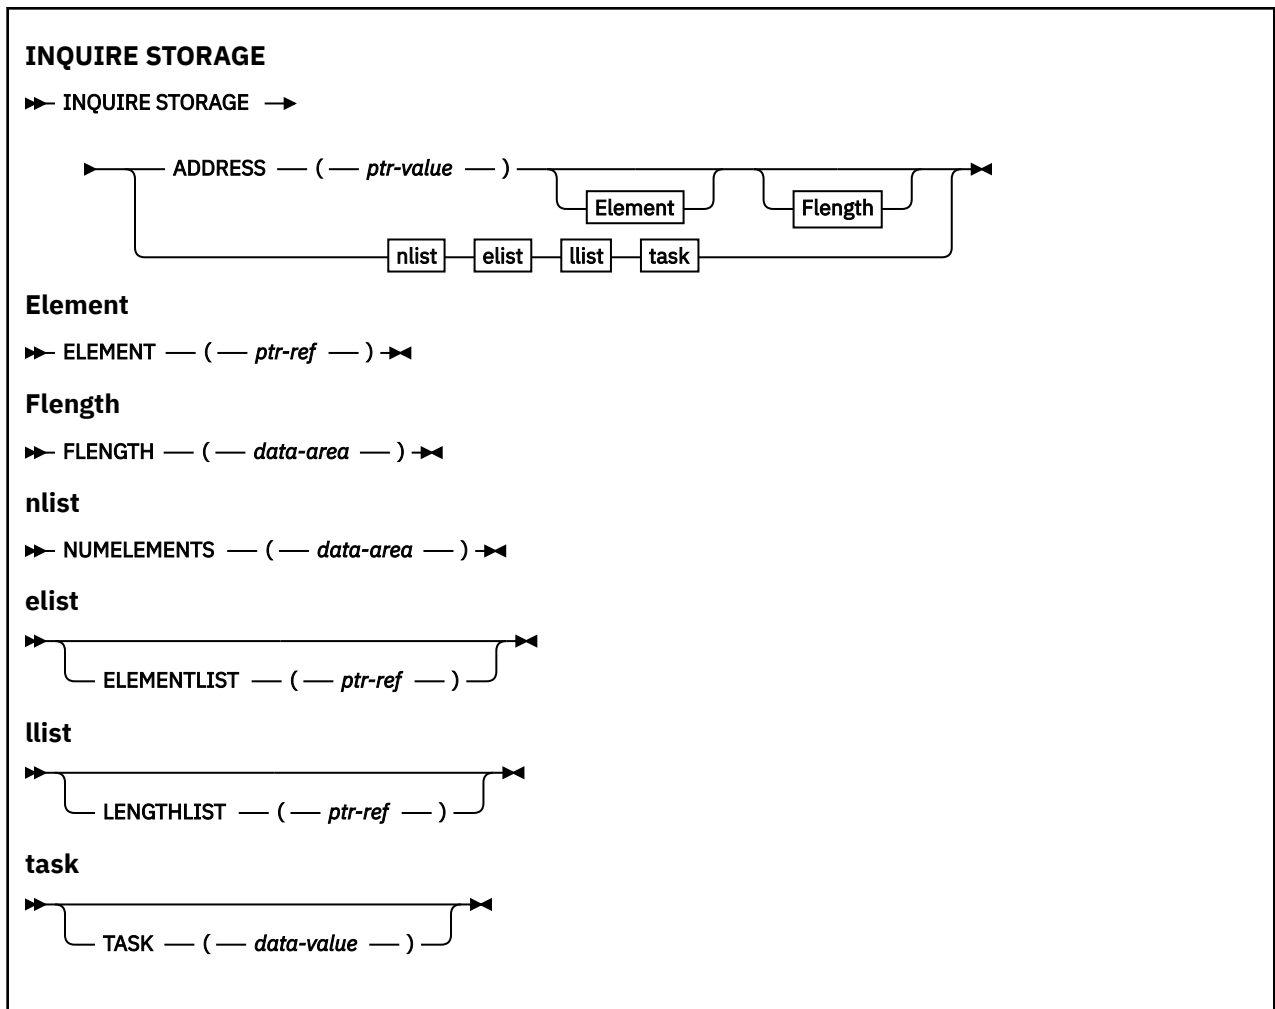 INQUIRE STORAGE
INQUIRE STORAGE
ADDRESS ( ptr-value )
Element Flength
nlist elist llist task
Element
ELEMENT ( ptr-ref )
Flength
FLENGTH ( data-area )
nlist
NUMELEMENTS ( data-area )
elist
ELEMENTLIST ( ptr-ref )
llist
LENGTHLIST ( ptr-ref )
task
TASK ( data-value )